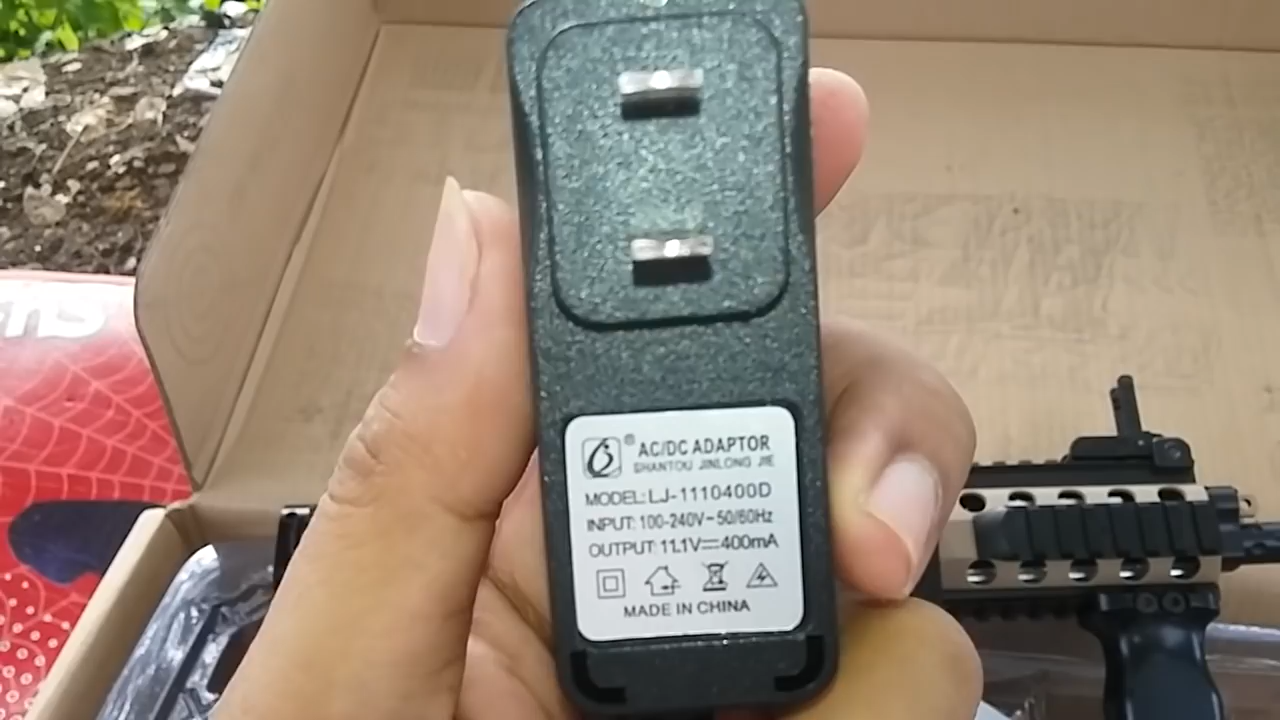 ® AC/DC ADAPTOR
SHANTOU JINLONG JIE
MODEL:LJ-1110400D
INPUT: 100-240V~50/60Hz
OUTPUT: 11.1V⎓400mA
MADE IN CHINA